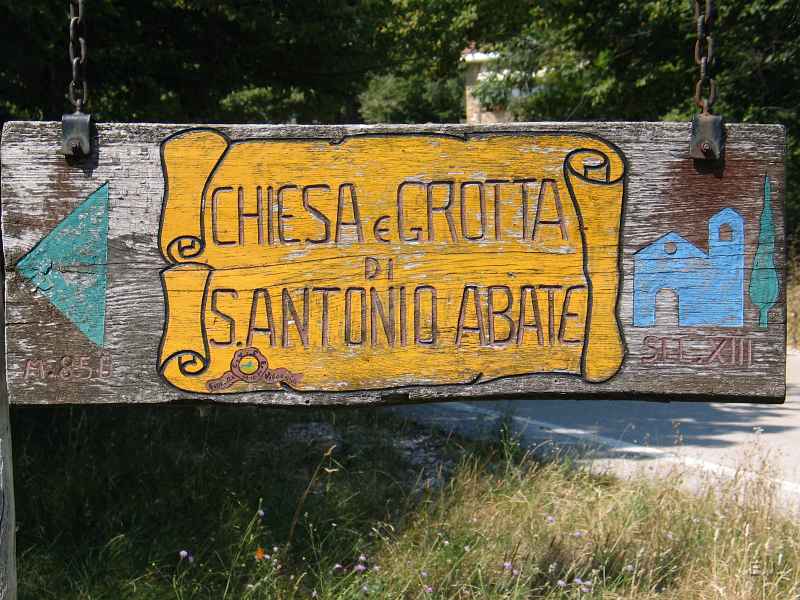 CHIESA e GROTTA
DI
S. ANTONIO ABATE
M. 850
SEC. XIII
E.J.